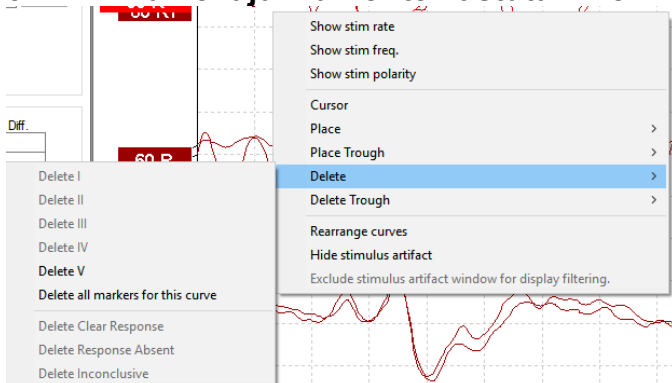 Show stim rate
Show stim freq.
Show stim polarity
Cursor
Diff.
Place
Place Trough
60 R
Delete
Delete Trough
Rearrange curves
Hide stimulus artifact
Exclude stimulus artifact window for display filtering.
Delete I
Delete II
Delete III
Delete IV
Delete V
Delete all markers for this curve
Delete Clear Response
Delete Response Absent
Delete Inconclusive